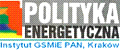 POLITYKA
ENERGETYCZNA
Instytut GSMiE PAN, Kraków